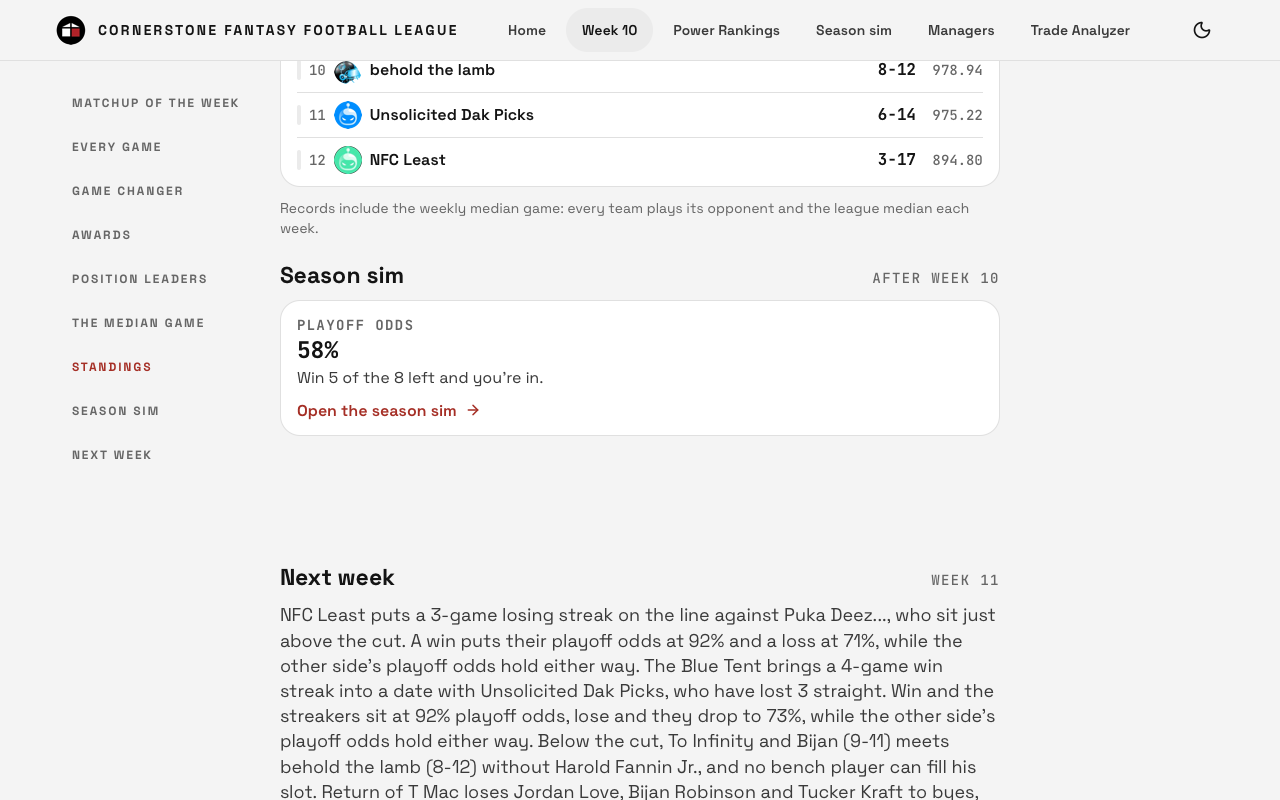 CORNERSTONE FANTASY FOOTBALL LEAGUE
Home
Week 10
Power Rankings
Season sim
Managers
Trade Analyzer
MATCHUP OF THE WEEK
EVERY GAME
GAME CHANGER
AWARDS
POSITION LEADERS
THE MEDIAN GAME
STANDINGS
SEASON SIM
NEXT WEEK
10 behold the lamb 8-12 978.94
11 Unsolicited Dak Picks 6-14 975.22
12 NFC Least 3-17 894.80
Records include the weekly median game: every team plays its opponent and the league median each
week.
Season sim AFTER WEEK 10
PLAYOFF ODDS
58%
Win 5 of the 8 left and you’re in.
Open the season sim →
Next week WEEK 11
NFC Least puts a 3-game losing streak on the line against Puka Deez..., who sit just
above the cut. A win puts their playoff odds at 92% and a loss at 71%, while the
other side’s playoff odds hold either way. The Blue Tent brings a 4-game win
streak into a date with Unsolicited Dak Picks, who have lost 3 straight. Win and the
streakers sit at 92% playoff odds, lose and they drop to 73%, while the other side’s
playoff odds hold either way. Below the cut, To Infinity and Bijan (9-11) meets
behold the lamb (8-12) without Harold Fannin Jr., and no bench player can fill his
slot. Return of T Mac loses Jordan Love, Bijan Robinson and Tucker Kraft to byes,